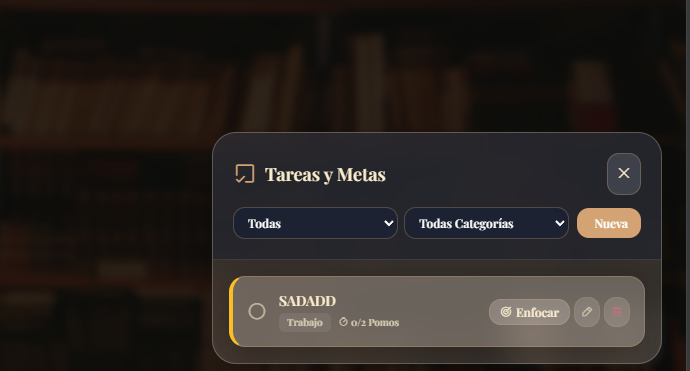 Tareas y Metas
Todas
Todas Categorías
Nueva
SADADD
Trabajo
0/2 Pomos
Enfocar